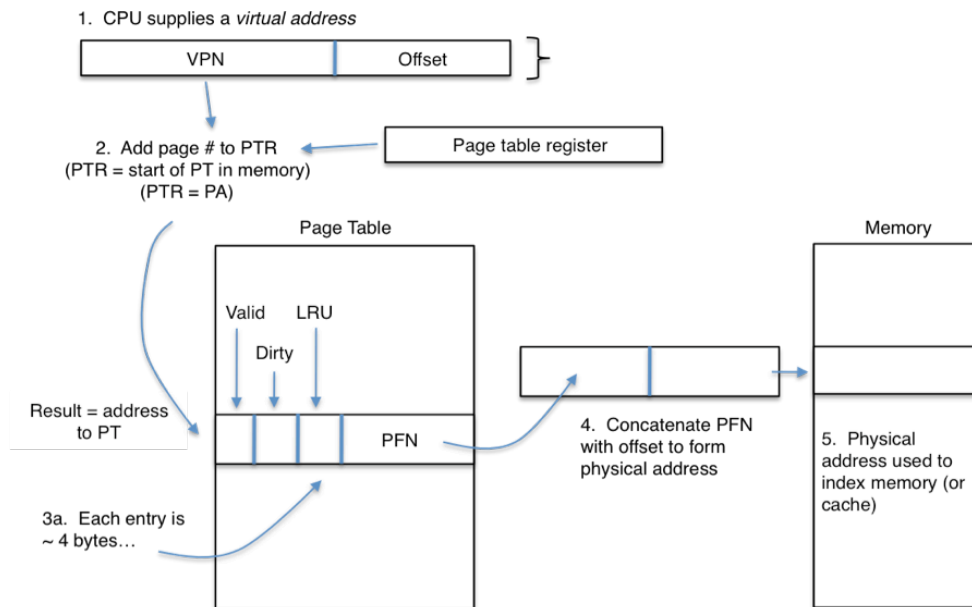 1. CPU supplies a virtual address
VPN
Offset
2. Add page # to PTR
(PTR = start of PT in memory)
(PTR = PA)
Page table register
Page Table
Memory
Valid
LRU
Dirty
Result = address
to PT
PFN
3a. Each entry is
~ 4 bytes...
4. Concatenate PFN
with offset to form
physical address
5. Physical
address used to
index memory (or
cache)